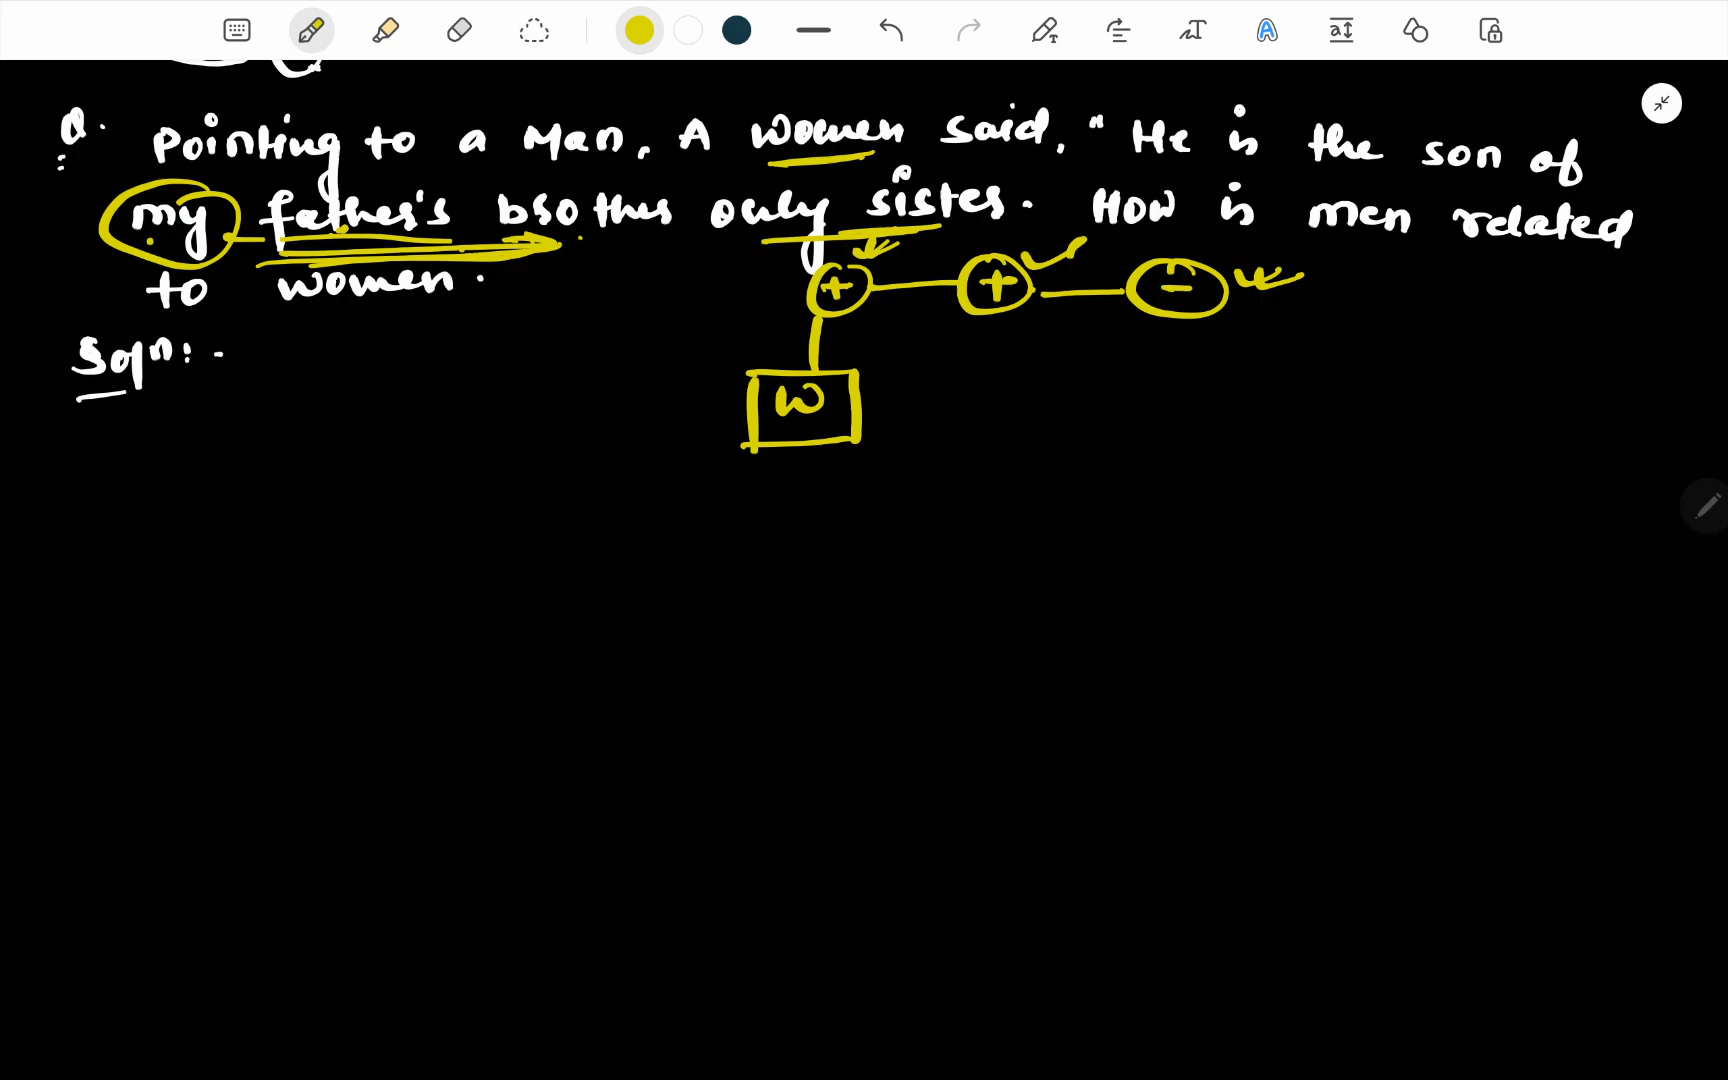 Q. Pointing to a Man, A women said, " He is the son of
my father's brother only sister. How is men related
to women.
Soln:-
+ + -
W